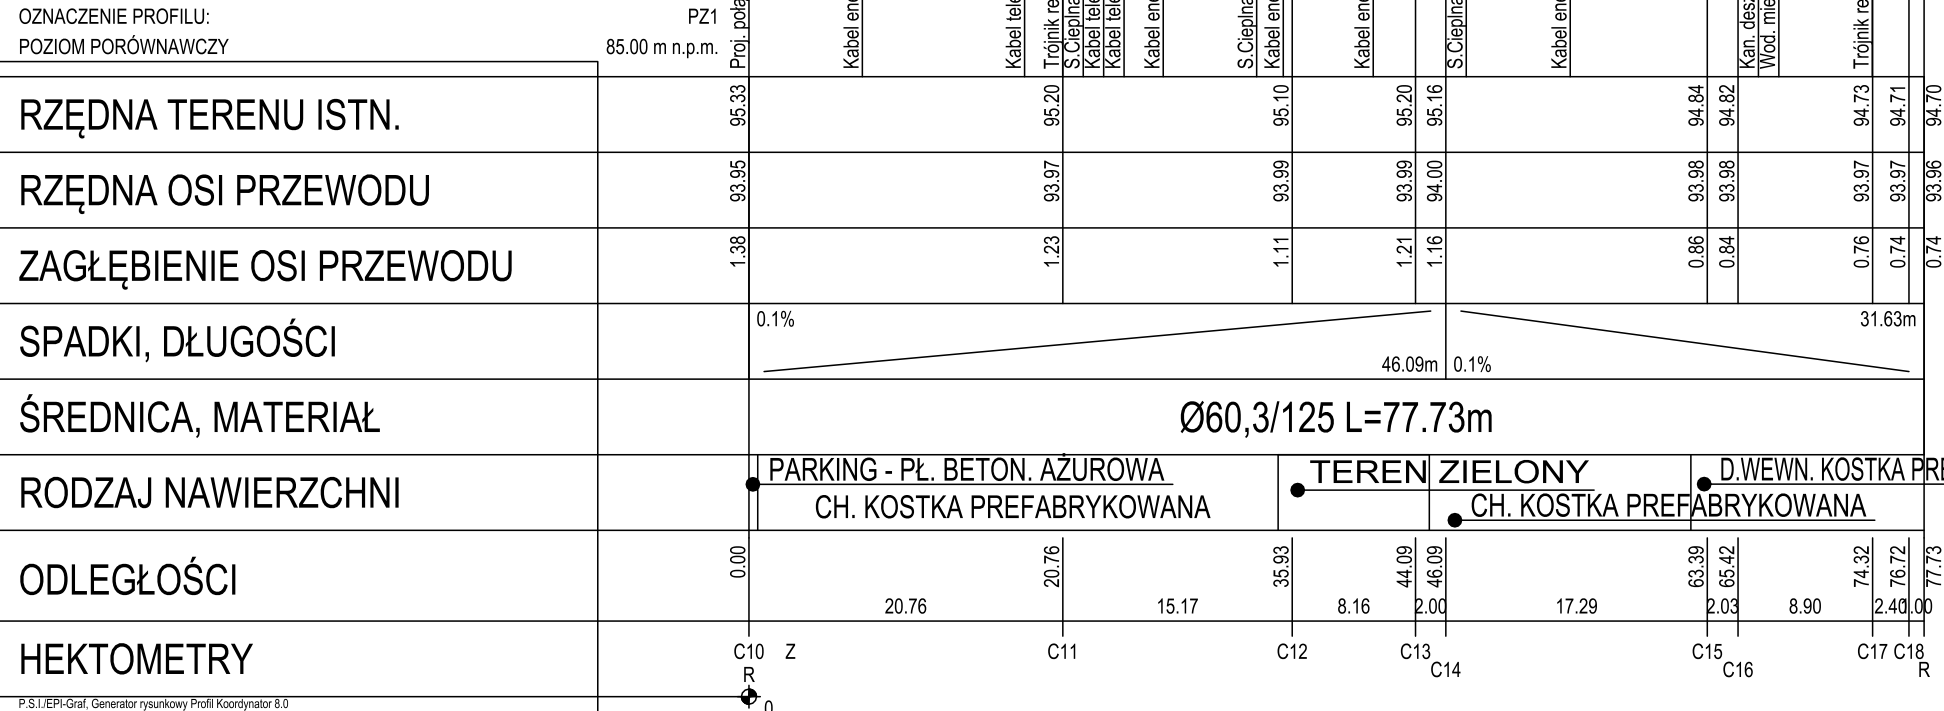 OZNACZENIE PROFILU: PZ1
POZIOM PORÓWNAWCZY 85.00 m n.p.m.
Proj. Kabel Kabel Trójnik S.Cieplna Kabel Kabel Kabel S.Cieplna Kabel Kabel S.Cieplna Kabel Kan. Wod. Trójnik
RZĘDNA TERENU ISTN. 95.33 95.20 95.10 95.20 95.16 94.84 94.82 94.73 94.71 94.70
RZĘDNA OSI PRZEWODU 93.95 93.97 93.99 93.99 94.00 93.98 93.98 93.97 93.97 93.96
ZAGŁĘBIENIE OSI PRZEWODU 1.38 1.23 1.11 1.21 1.16 0.86 0.84 0.76 0.74 0.74
SPADKI, DŁUGOŚCI 0.1% 46.09m 0.1% 31.63m
ŚREDNICA, MATERIAŁ Ø60,3/125 L=77.73m
RODZAJ NAWIERZCHNI
PARKING - PŁ. BETON. AŻUROWA TEREN ZIELONY D.WEWN. KOSTKA
CH. KOSTKA PREFABRYKOWANA CH. KOSTKA PREFABRYKOWANA
ODLEGŁOŚCI 0.00 20.76 35.93 44.09 46.09 63.39 65.42 74.32 76.72 77.73
20.76 15.17 8.16 2.00 17.29 2.03 8.90 2.40 1.00
HEKTOMETRY C10 Z C11 C12 C13 C15 C17 C18
R C14 C16 R
0
P.S.I./EPI-Graf, Generator rysunkowy Profil Koordynator 8.0